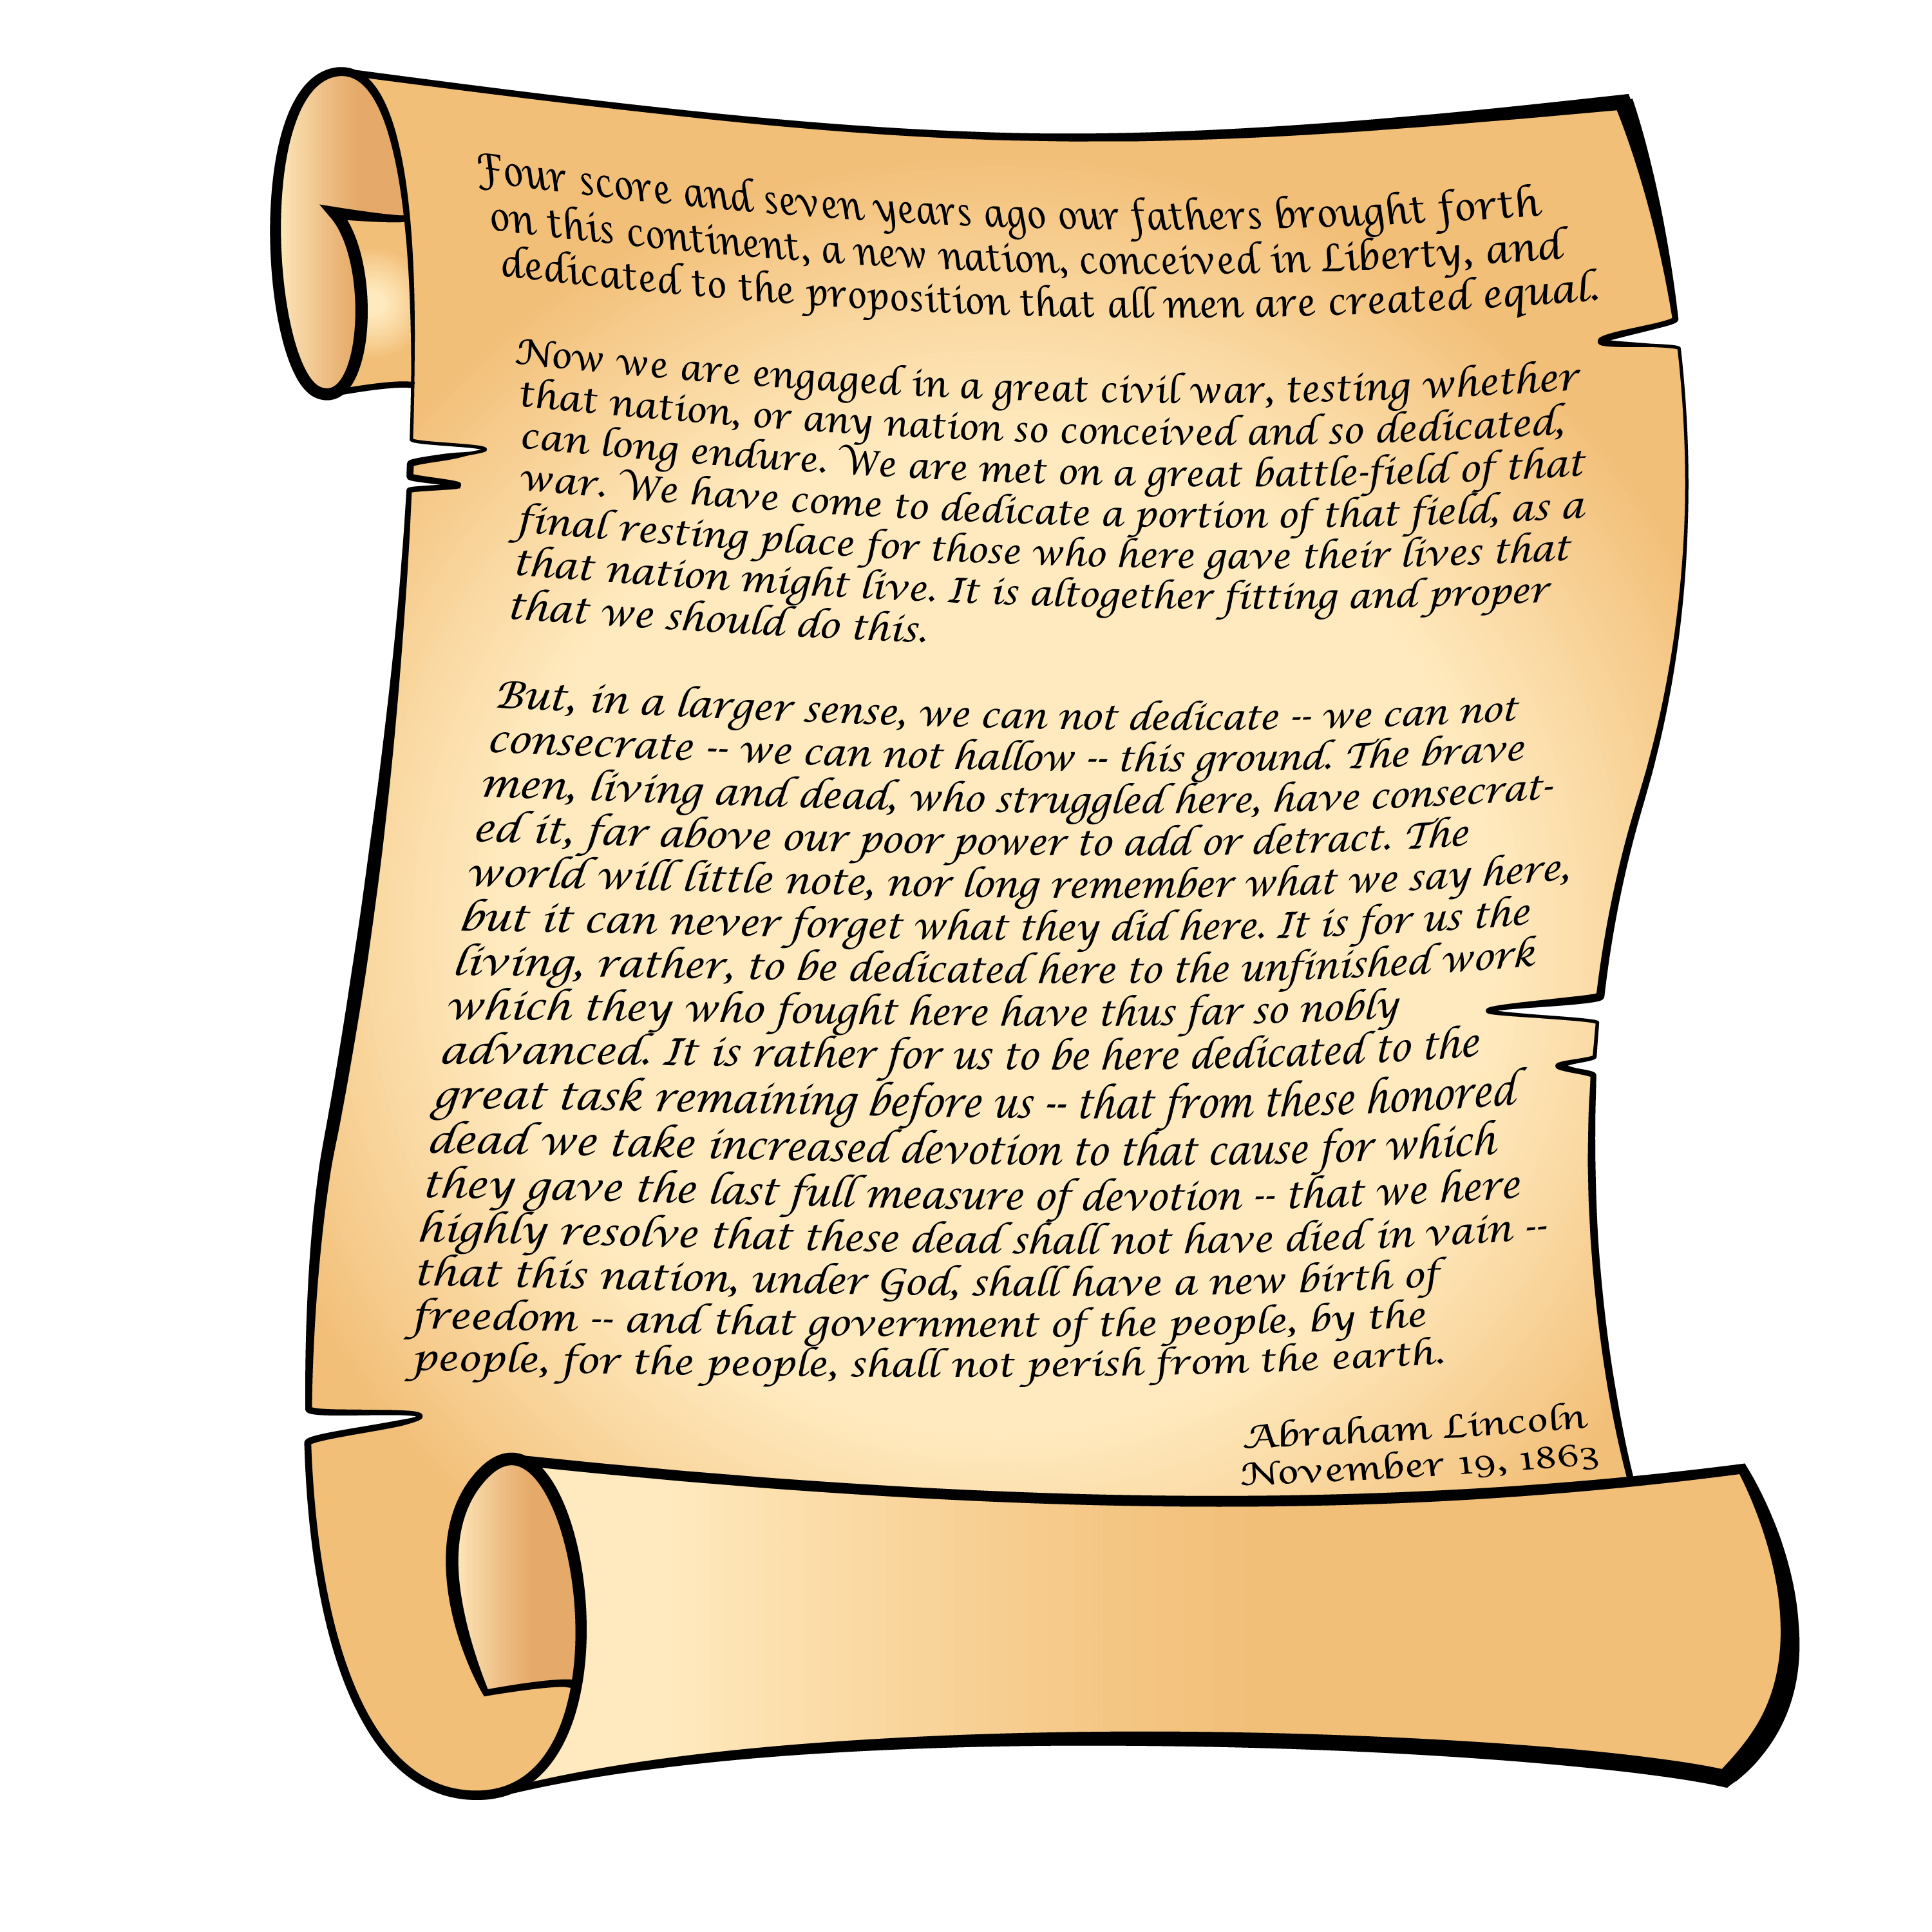 Four score and seven years ago our fathers brought forth
on this continent, a new nation, conceived in Liberty, and
dedicated to the proposition that all men are created equal.
Now we are engaged in a great civil war, testing whether
that nation, or any nation so conceived and so dedicated,
can long endure. We are met on a great battle-field of that
war. We have come to dedicate a portion of that field, as a
final resting place for those who here gave their lives that
that nation might live. It is altogether fitting and proper
that we should do this.
But, in a larger sense, we can not dedicate -- we can not
consecrate -- we can not hallow -- this ground. The brave
men, living and dead, who struggled here, have consecrat-
ed it, far above our poor power to add or detract. The
world will little note, nor long remember what we say here,
but it can never forget what they did here. It is for us the
living, rather, to be dedicated here to the unfinished work
which they who fought here have thus far so nobly
advanced. It is rather for us to be here dedicated to the
great task remaining before us -- that from these honored
dead we take increased devotion to that cause for which
they gave the last full measure of devotion -- that we here
highly resolve that these dead shall not have died in vain --
that this nation, under God, shall have a new birth of
freedom -- and that government of the people, by the
people, for the people, shall not perish from the earth.
Abraham Lincoln
November 19, 1863